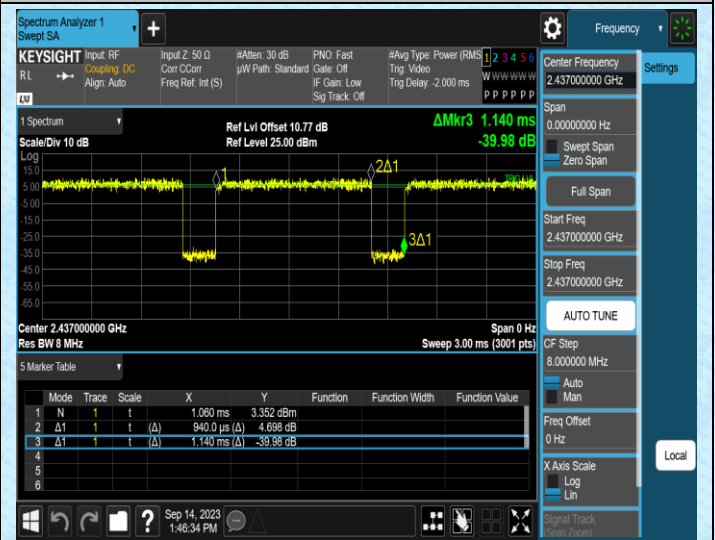 Spectrum Analyzer 1
Swept SA
+
Frequency
KEYSIGHT
RL
LXI
Input: RF
Coupling: DC
Align: Auto
Input Z: 50 Ω
Corr CCorr
Freq Ref: Int (S)
#Atten: 30 dB
µW Path: Standard
PNO: Fast
Gate: Off
IF Gain: Low
Sig Track: Off
#Avg Type: Power (RMS
Trig: Video
Trig Delay: -2.000 ms
1 2 3 4 5 6
W W W W W W
P P P P P P
Center Frequency
2.437000000 GHz
Settings
Span
0.00000000 Hz
Swept Span
Zero Span
Full Span
Start Freq
2.437000000 GHz
Stop Freq
2.437000000 GHz
AUTO TUNE
CF Step
8.000000 MHz
Auto
Man
Freq Offset
0 Hz
X Axis Scale
Log
Lin
Signal Track
(Span Zoom)
Local
1 Spectrum
Scale/Div 10 dB
Ref Lvl Offset 10.77 dB
Ref Level 25.00 dBm
ΔMkr3 1.140 ms
-39.98 dB
Log
15.0
5.00
-5.00
-15.0
-25.0
-35.0
-45.0
-55.0
-65.0
1
2Δ1
3Δ1
Center 2.437000000 GHz
Res BW 8 MHz
Span 0 Hz
Sweep 3.00 ms (3001 pts)
5 Marker Table
Mode Trace Scale X Y Function Function Width Function Value
1 N 1 t 1.060 ms 3.352 dBm
2 Δ1 1 t (Δ) 940.0 µs (Δ) 4.698 dB
3 Δ1 1 t (Δ) 1.140 ms (Δ) -39.98 dB
4
5
6
?
Sep 14, 2023
1:46:34 PM